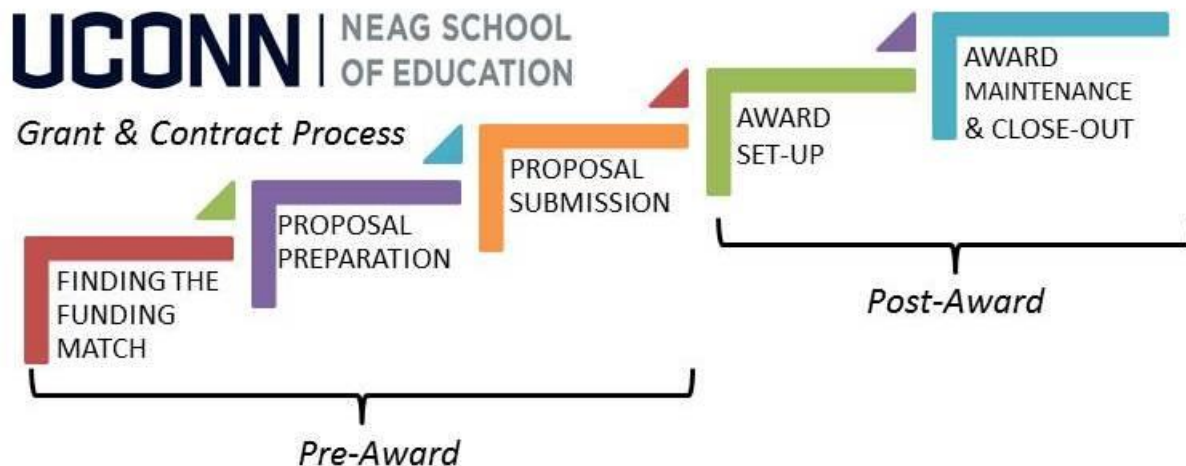 UCONN
NEAG SCHOOL
OF EDUCATION
Grant & Contract Process
FINDING THE
FUNDING
MATCH
PROPOSAL
PREPARATION
PROPOSAL
SUBMISSION
AWARD
SET-UP
AWARD
MAINTENANCE
& CLOSE-OUT
Pre-Award
Post-Award